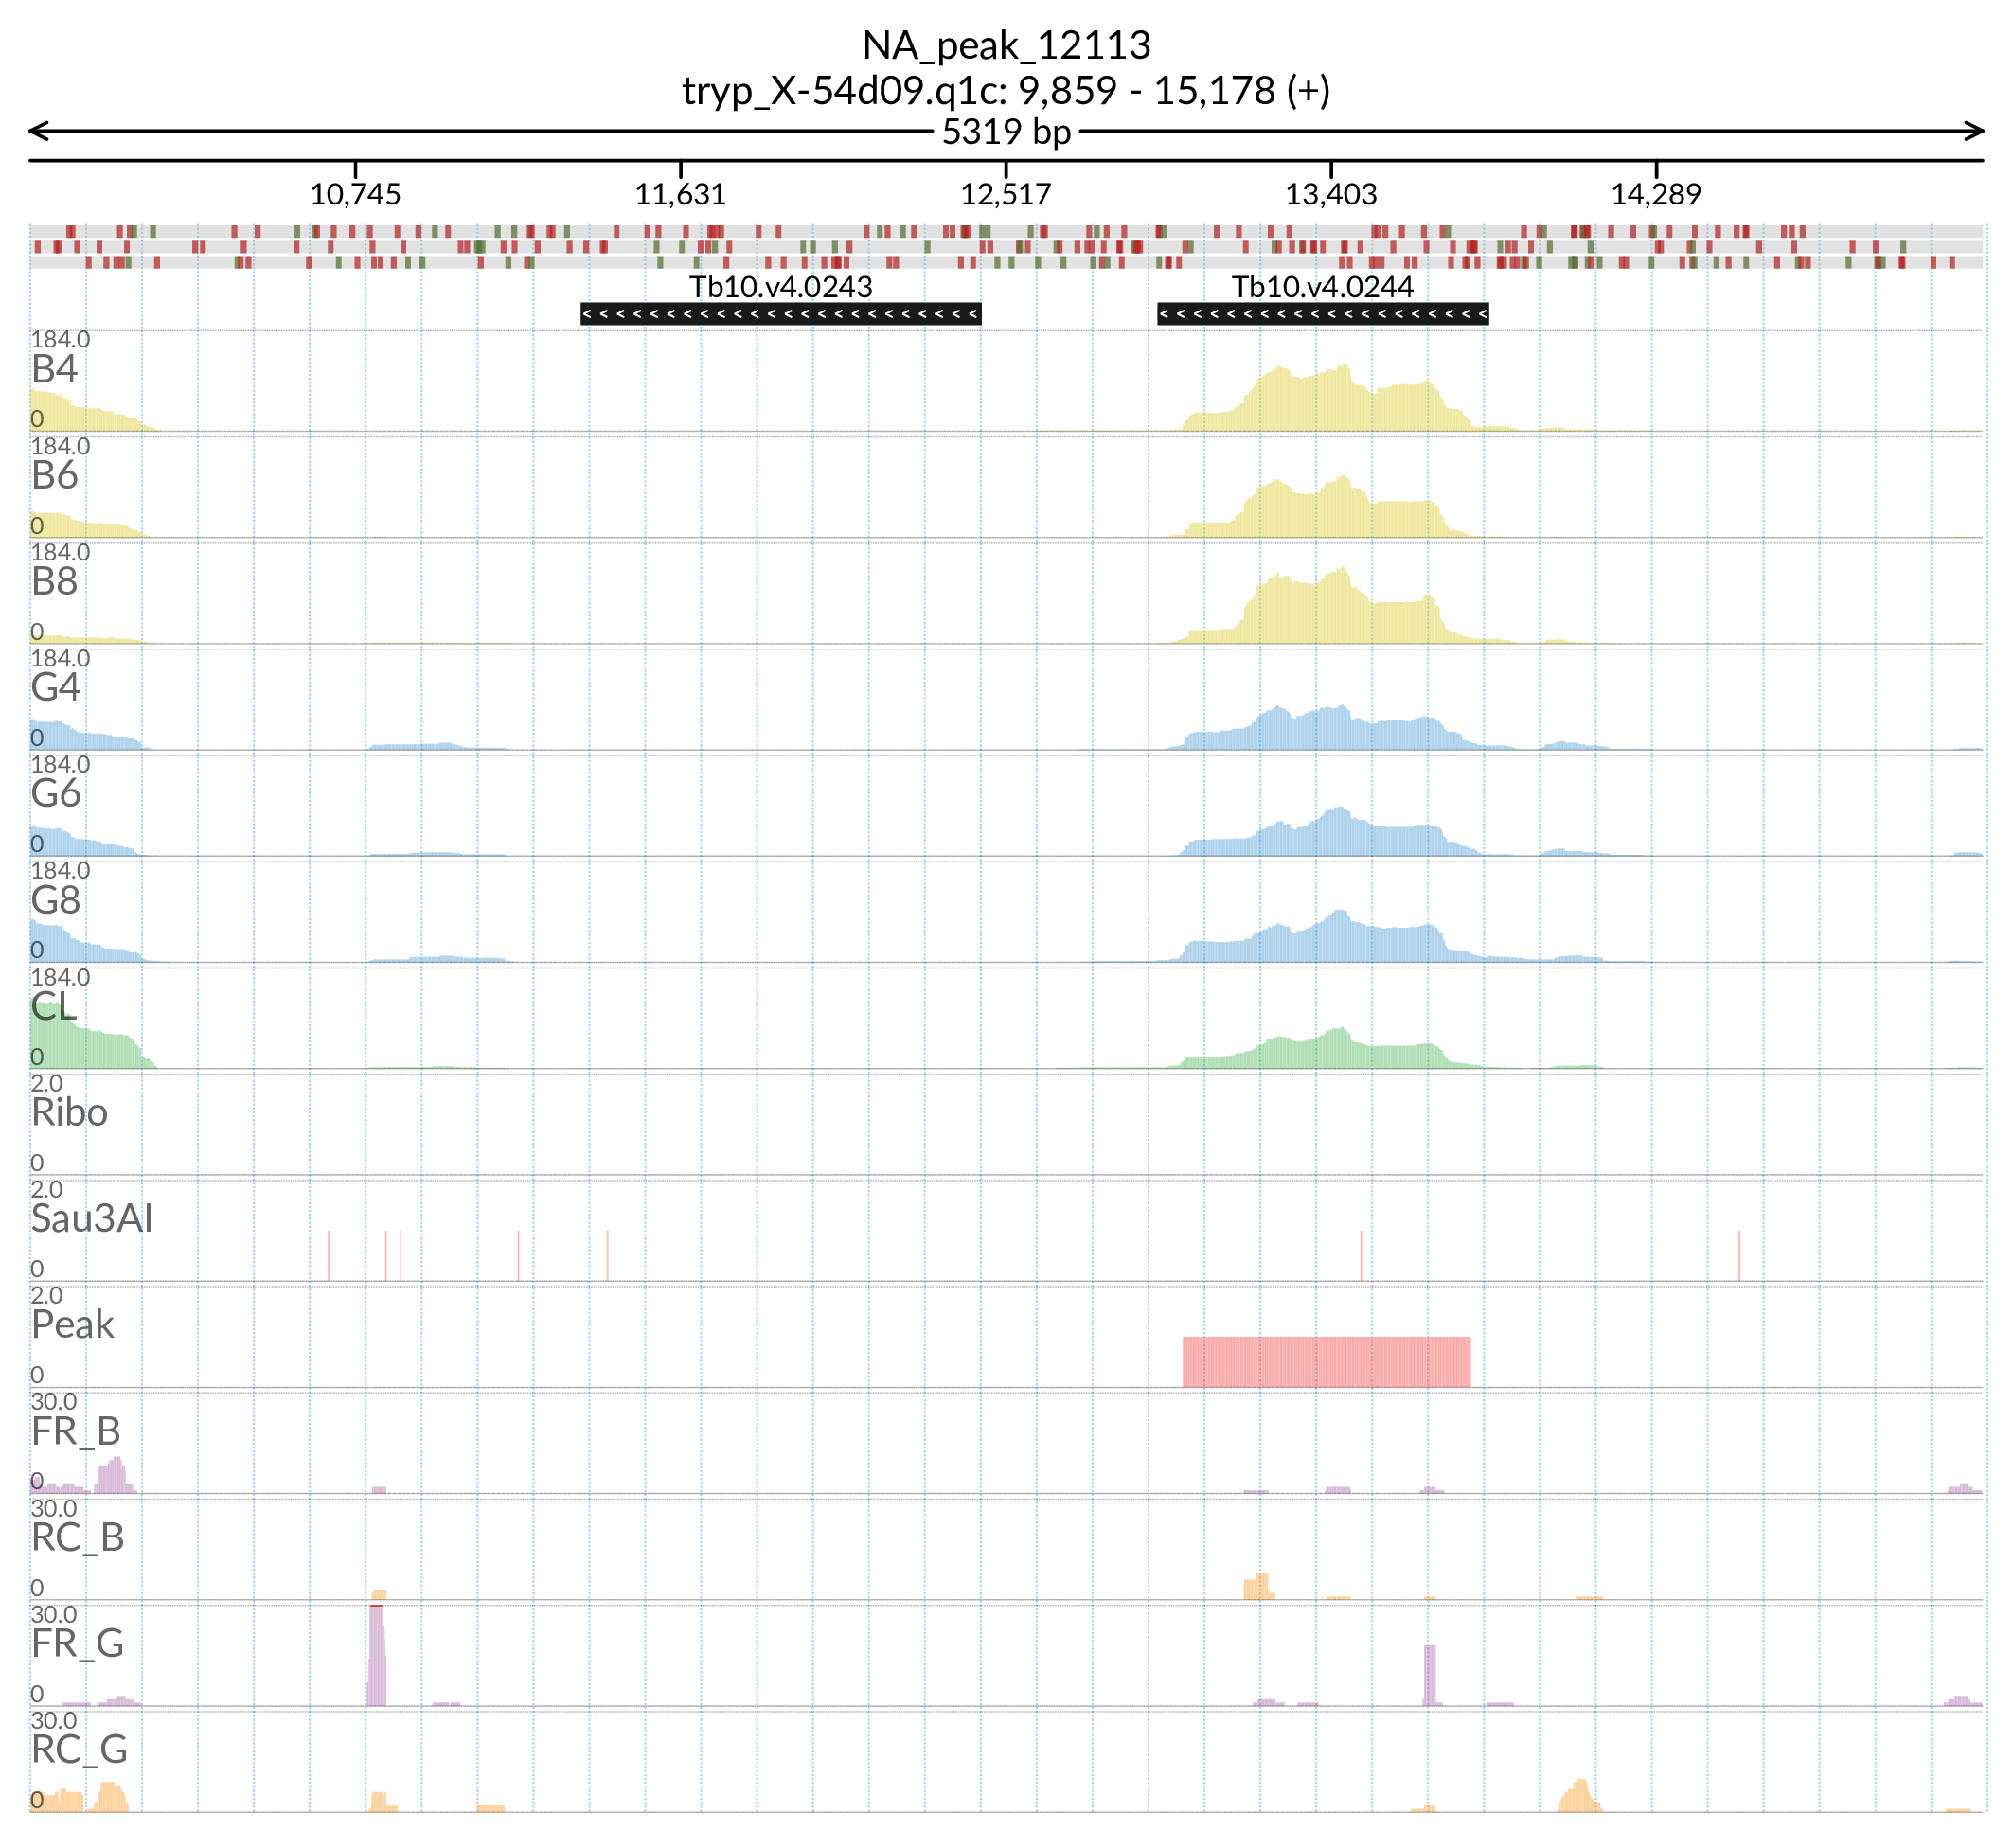 NA_peak_12113
tryp_X-54d09.q1c: 9,859 - 15,178 (+)
5319 bp
10,745 11,631 12,517 13,403 14,289
Tb10.v4.0243 Tb10.v4.0244
184.0
B4
0
184.0
B6
0
184.0
B8
0
184.0
G4
0
184.0
G6
0
184.0
G8
0
184.0
CL
0
2.0
Ribo
0
2.0
Sau3AI
0
2.0
Peak
0
30.0
FR_B
0
30.0
RC_B
0
30.0
FR_G
0
30.0
RC_G
0